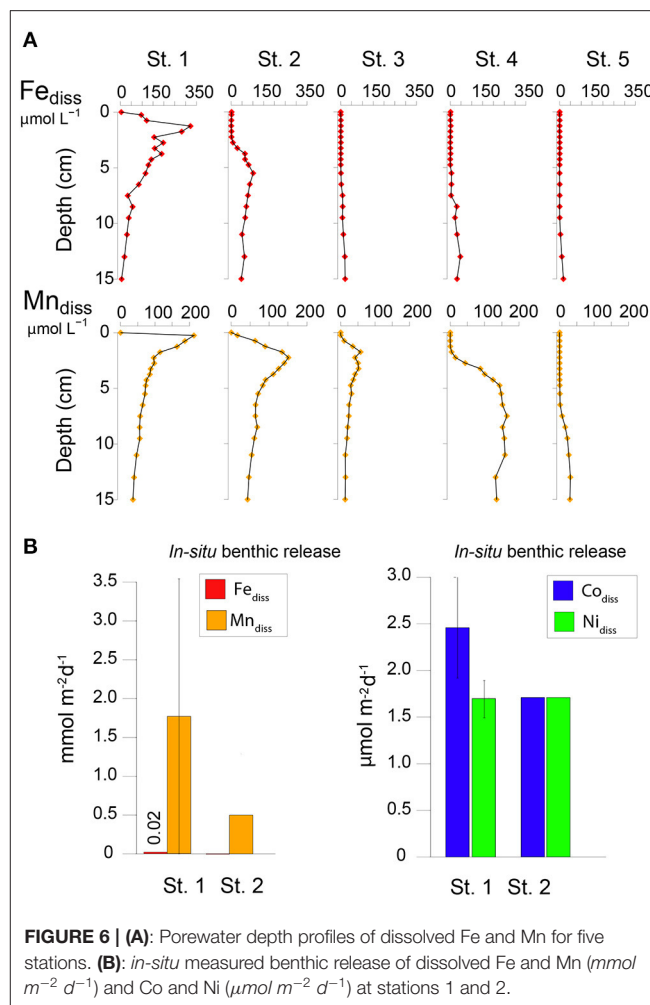 A
St. 1 St. 2 St. 3 St. 4 St. 5
Fediss
µmol L−1
0 150 350 0 150 350 0 150 350 0 150 350 0 150 350
0
5
10
15
Depth (cm)
Mndiss
µmol L−1
0 100 200 0 100 200 0 100 200 0 100 200 0 100 200
0
5
10
15
Depth (cm)
B
In-situ benthic release
Fediss
Mndiss
mmol m-2d-1
3.5
3.0
2.5
2.0
1.5
1.0
0.5
0
0.02
St. 1 St. 2
In-situ benthic release
Codiss
Nidiss
µmol m-2d-1
3.0
2.5
2.0
1.5
1.0
0.5
0
St. 1 St. 2
FIGURE 6 | (A): Porewater depth profiles of dissolved Fe and Mn for five
stations. (B): in-situ measured benthic release of dissolved Fe and Mn (mmol
m−2 d−1) and Co and Ni (µmol m−2 d−1) at stations 1 and 2.